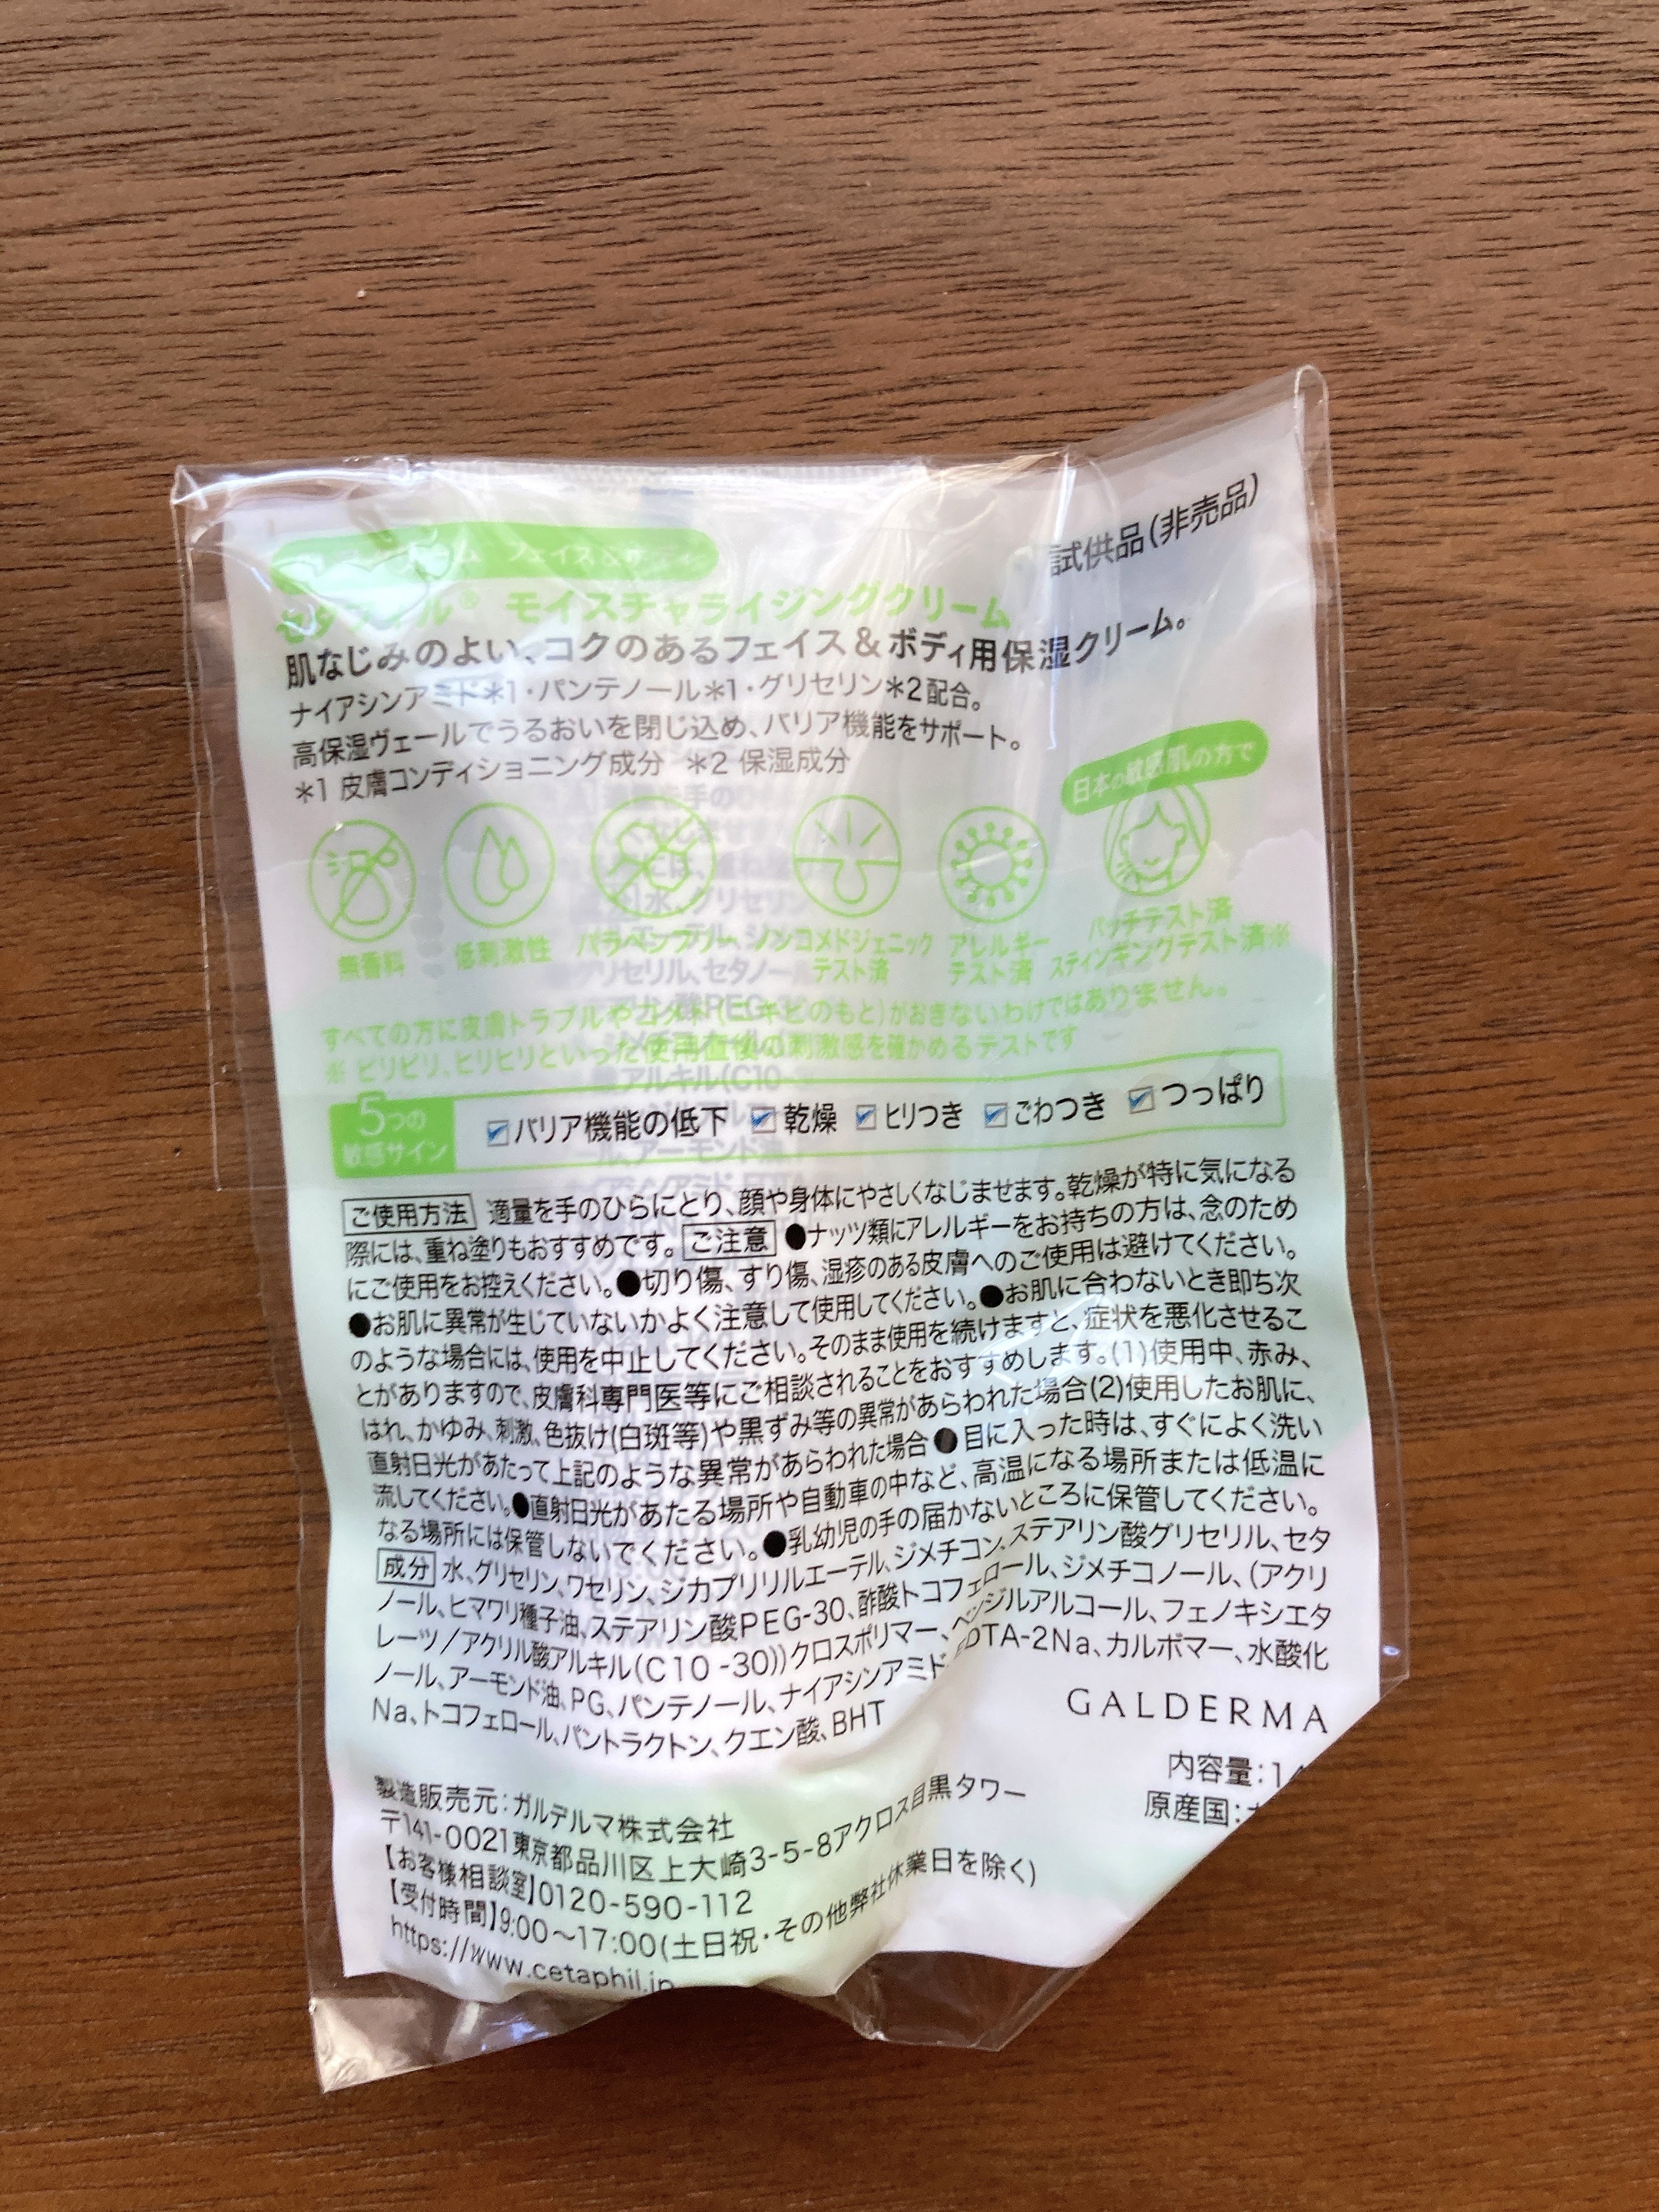 試供品(非売品)
フェイス&ボディ
セタフィル® モイスチャライジングクリーム
肌なじみのよい、コクのあるフェイス&ボディ用保湿クリーム。
ナイアシンアミド*1・パンテノール*1・グリセリン*2配合。
高保湿ヴェールでうるおいを閉じ込め、バリア機能をサポート。
*1 皮膚コンディショニング成分 *2 保湿成分
日本の敏感肌の方で
無香料
低刺激性
パラベンフリー
ノンコメドジェニック
テスト済
アレルギー
テスト済
パッチテスト済
スティンギングテスト済※
すべての方に皮膚トラブルやコメド(ニキビのもと)がおきないわけではありません。
※ ピリピリ、ヒリヒリといった使用直後の刺激感を確かめるテストです
5つの
敏感サイン
バリア機能の低下 乾燥 ヒリつき ごわつき つっぱり
ご使用方法 適量を手のひらにとり、顔や身体にやさしくなじませます。乾燥が特に気になる
際には、重ね塗りもおすすめです。 ご注意 ●ナッツ類にアレルギーをお持ちの方は、念のため
にご使用をお控えください。●切り傷、すり傷、湿疹のある皮膚へのご使用は避けてください。
●お肌に異常が生じていないかよく注意して使用してください。●お肌に合わないとき即ち次
のような場合には、使用を中止してください。そのまま使用を続けますと、症状を悪化させるこ
とがありますので、皮膚科専門医等にご相談されることをおすすめします。(1)使用中、赤み、
はれ、かゆみ、刺激、色抜け(白斑等)や黒ずみ等の異常があらわれた場合(2)使用したお肌に、
直射日光があたって上記のような異常があらわれた場合●目に入った時は、すぐによく洗い
流してください。●直射日光があたる場所や自動車の中など、高温になる場所または低温に
なる場所には保管しないでください。●乳幼児の手の届かないところに保管してください。
成分 水、グリセリン、ワセリン、ジカプリリルエーテル、ジメチコン、ステアリン酸グリセリル、セタ
ノール、ヒマワリ種子油、ステアリン酸PEG-30、酢酸トコフェロール、ジメチコノール、(アクリ
レーツ/アクリル酸アルキル(C10-30))クロスポリマー、ベンジルアルコール、フェノキシエタ
ノール、アーモンド油、PG、パンテノール、ナイアシンアミド、EDTA-2Na、カルボマー、水酸化
Na、トコフェロール、パントラクトン、クエン酸、BHT
GALDERMA
内容量:
原産国:
製造販売元:ガルデルマ株式会社
〒141-0021東京都品川区上大崎3-5-8アクロス目黒タワー
【お客様相談室】0120-590-112
【受付時間】9:00~17:00(土日祝・その他弊社休業日を除く)
https://www.cetaphil.jp